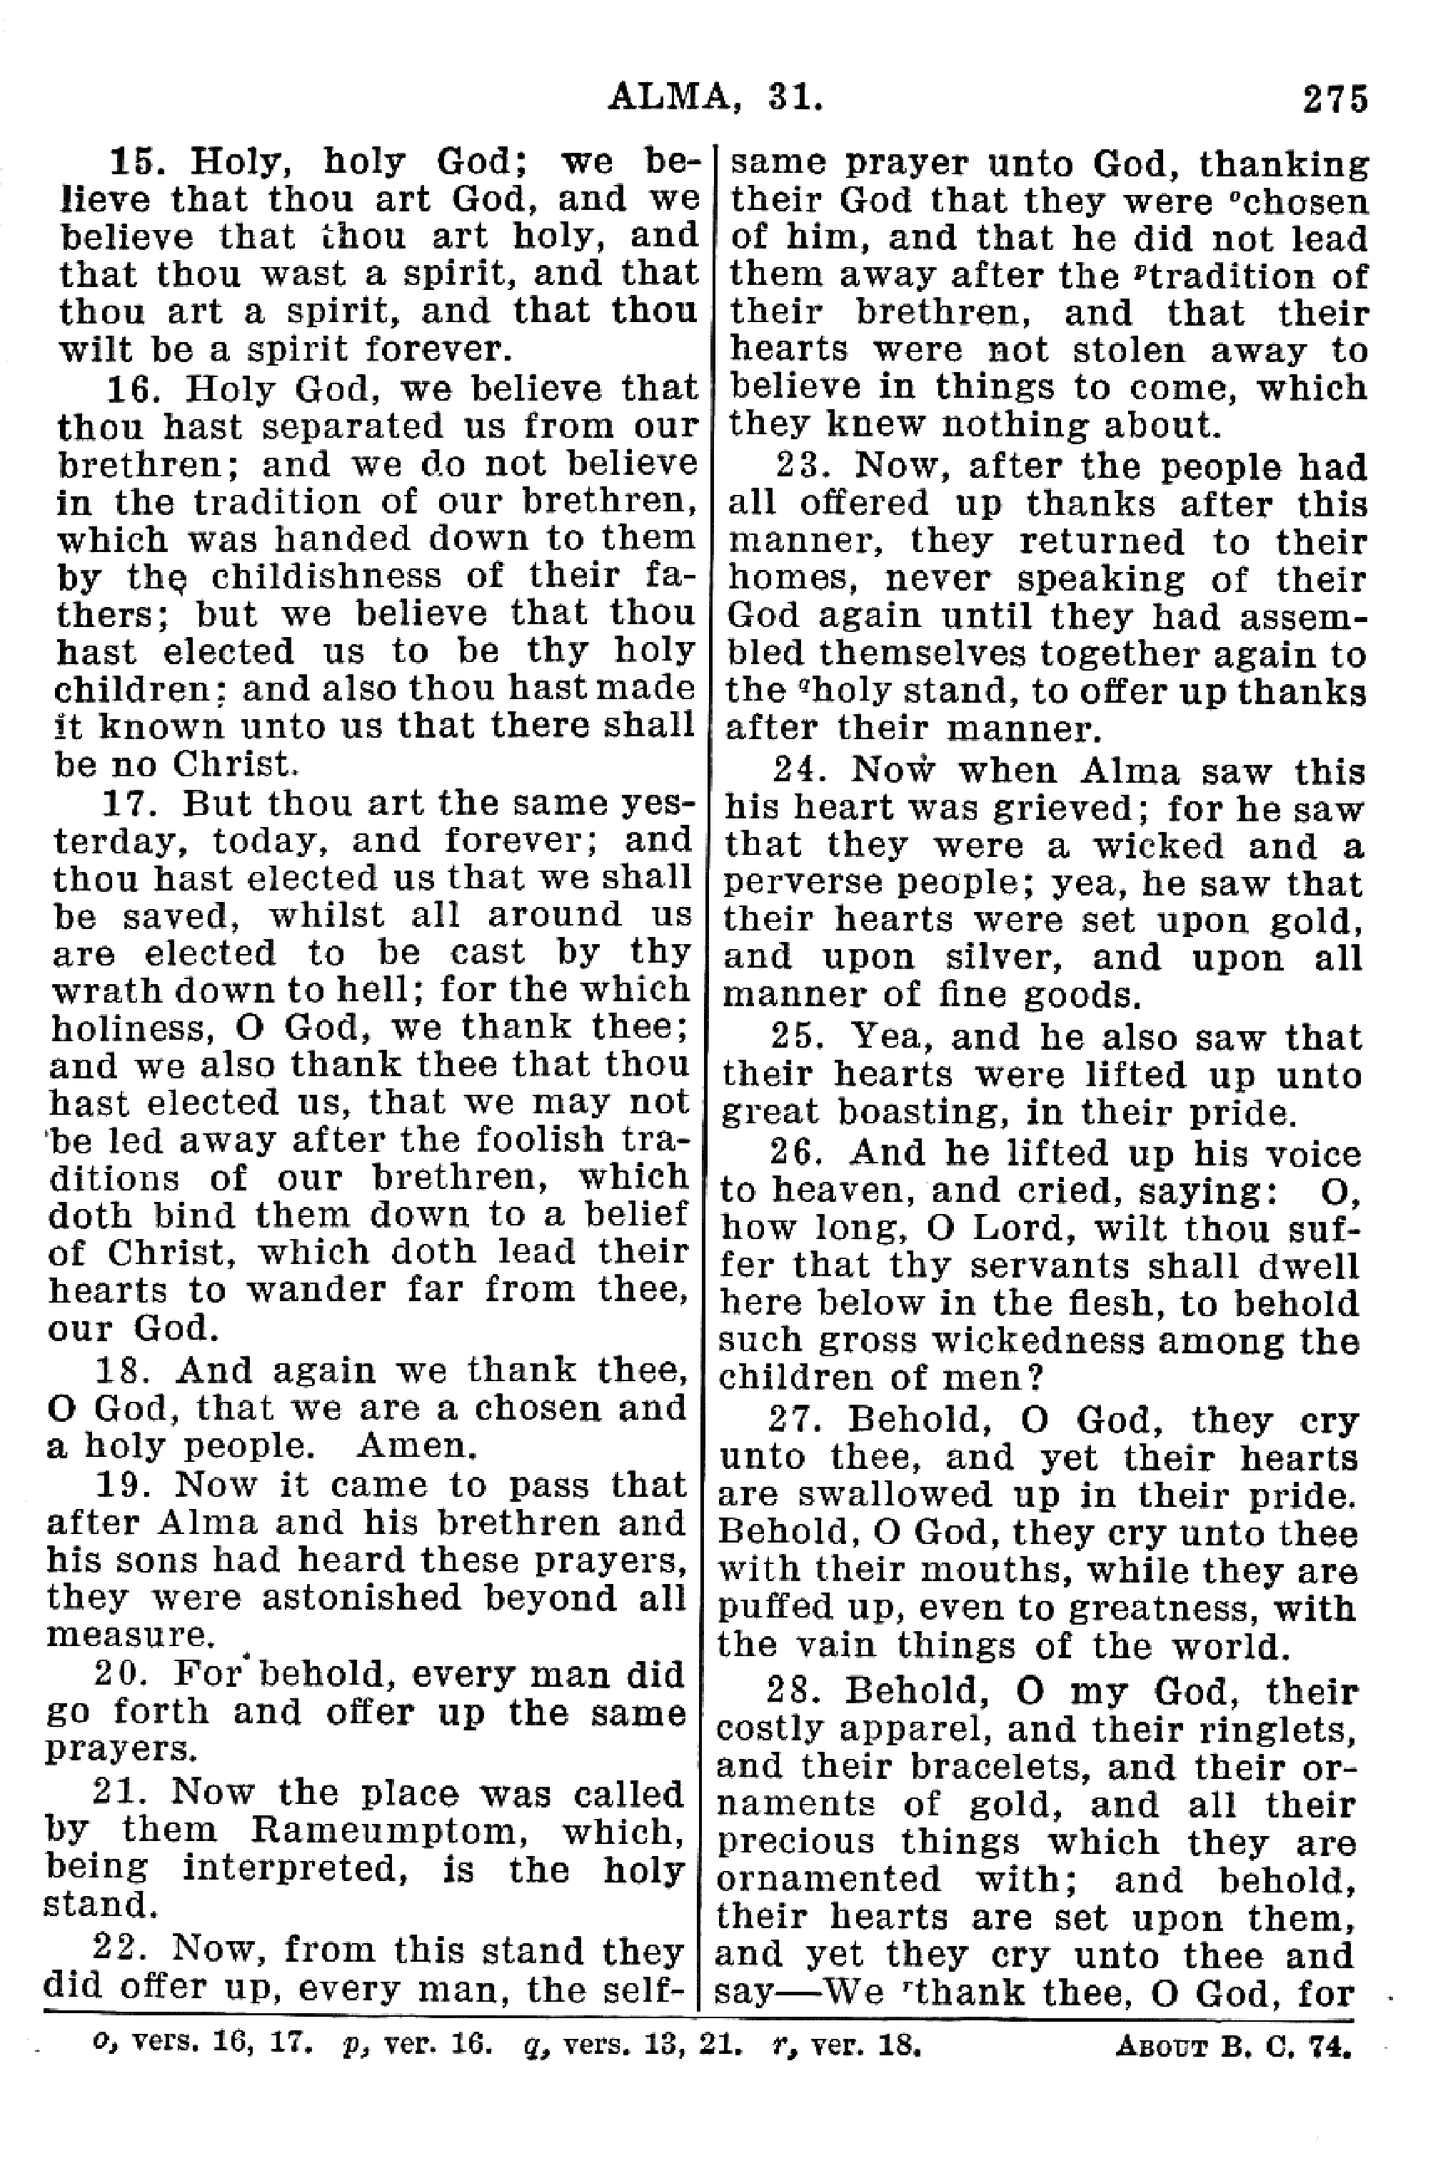 ALMA, 31.
275
15. Holy, holy God; we be-
lieve that thou art God, and we
believe that thou art holy, and
that thou wast a spirit, and that
thou art a spirit, and that thou
wilt be a spirit forever.
16. Holy God, we believe that
thou hast separated us from our
brethren; and we do not believe
in the tradition of our brethren,
which was handed down to them
by the childishness of their fa-
thers; but we believe that thou
hast elected us to be thy holy
children; and also thou hast made
it known unto us that there shall
be no Christ.
17. But thou art the same yes-
terday, today, and forever; and
thou hast elected us that we shall
be saved, whilst all around us
are elected to be cast by thy
wrath down to hell; for the which
holiness, O God, we thank thee;
and we also thank thee that thou
hast elected us, that we may not
be led away after the foolish tra-
ditions of our brethren, which
doth bind them down to a belief
of Christ, which doth lead their
hearts to wander far from thee,
our God.
18. And again we thank thee,
O God, that we are a chosen and
a holy people. Amen.
19. Now it came to pass that
after Alma and his brethren and
his sons had heard these prayers,
they were astonished beyond all
measure.
20. For behold, every man did
go forth and offer up the same
prayers.
21. Now the place was called
by them Rameumptom, which,
being interpreted, is the holy
stand.
22. Now, from this stand they
did offer up, every man, the self-
same prayer unto God, thanking
their God that they were ᵒchosen
of him, and that he did not lead
them away after the ᵖtradition of
their brethren, and that their
hearts were not stolen away to
believe in things to come, which
they knew nothing about.
23. Now, after the people had
all offered up thanks after this
manner, they returned to their
homes, never speaking of their
God again until they had assem-
bled themselves together again to
the qholy stand, to offer up thanks
after their manner.
24. Now when Alma saw this
his heart was grieved; for he saw
that they were a wicked and a
perverse people; yea, he saw that
their hearts were set upon gold,
and upon silver, and upon all
manner of fine goods.
25. Yea, and he also saw that
their hearts were lifted up unto
great boasting, in their pride.
26. And he lifted up his voice
to heaven, and cried, saying: O,
how long, O Lord, wilt thou suf-
fer that thy servants shall dwell
here below in the flesh, to behold
such gross wickedness among the
children of men?
27. Behold, O God, they cry
unto thee, and yet their hearts
are swallowed up in their pride.
Behold, O God, they cry unto thee
with their mouths, while they are
puffed up, even to greatness, with
the vain things of the world.
28. Behold, O my God, their
costly apparel, and their ringlets,
and their bracelets, and their or-
naments of gold, and all their
precious things which they are
ornamented with; and behold,
their hearts are set upon them,
and yet they cry unto thee and
say—We ʳthank thee, O God, for
o, vers. 16, 17. p, ver. 16. q, vers. 13, 21. r, ver. 18.
ABOUT B. C. 74.